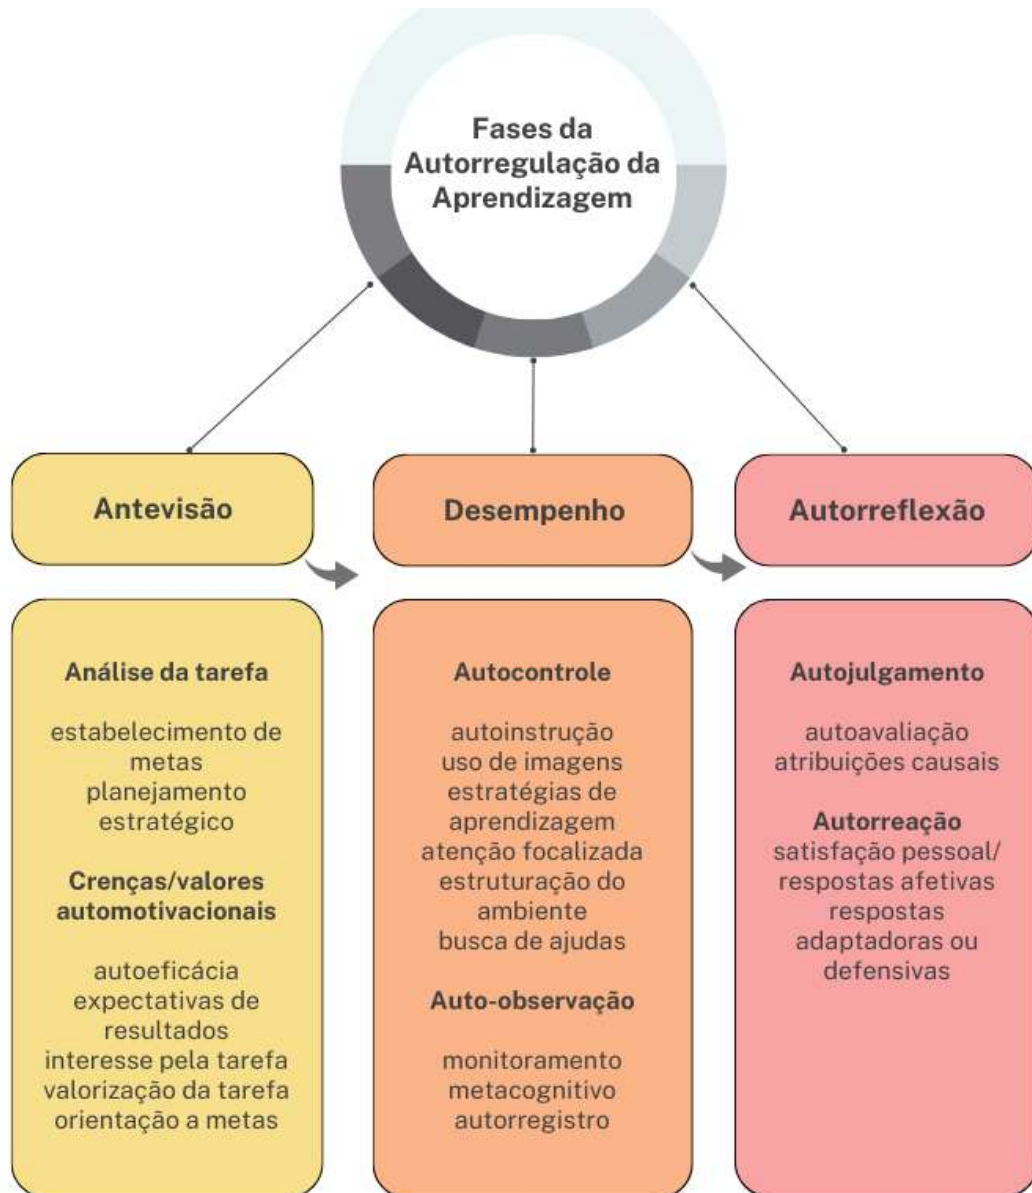 Fases da
Autorregulação da
Aprendizagem
Antevisão
Desempenho
Autorreflexão
Análise da tarefa
estabelecimento de
metas
planejamento
estratégico
Crenças/valores
automotivacionais
autoeficácia
expectativas de
resultados
interesse pela tarefa
valorização da tarefa
orientação a metas
Autocontrole
autoinstrução
uso de imagens
estratégias de
aprendizagem
atenção focalizada
estruturação do
ambiente
busca de ajudas
Auto-observação
monitoramento
metacognitivo
autorregistro
Autojulgamento
autoavaliação
atribuições causais
Autorreação
satisfação pessoal/
respostas afetivas
respostas
adaptadoras ou
defensivas